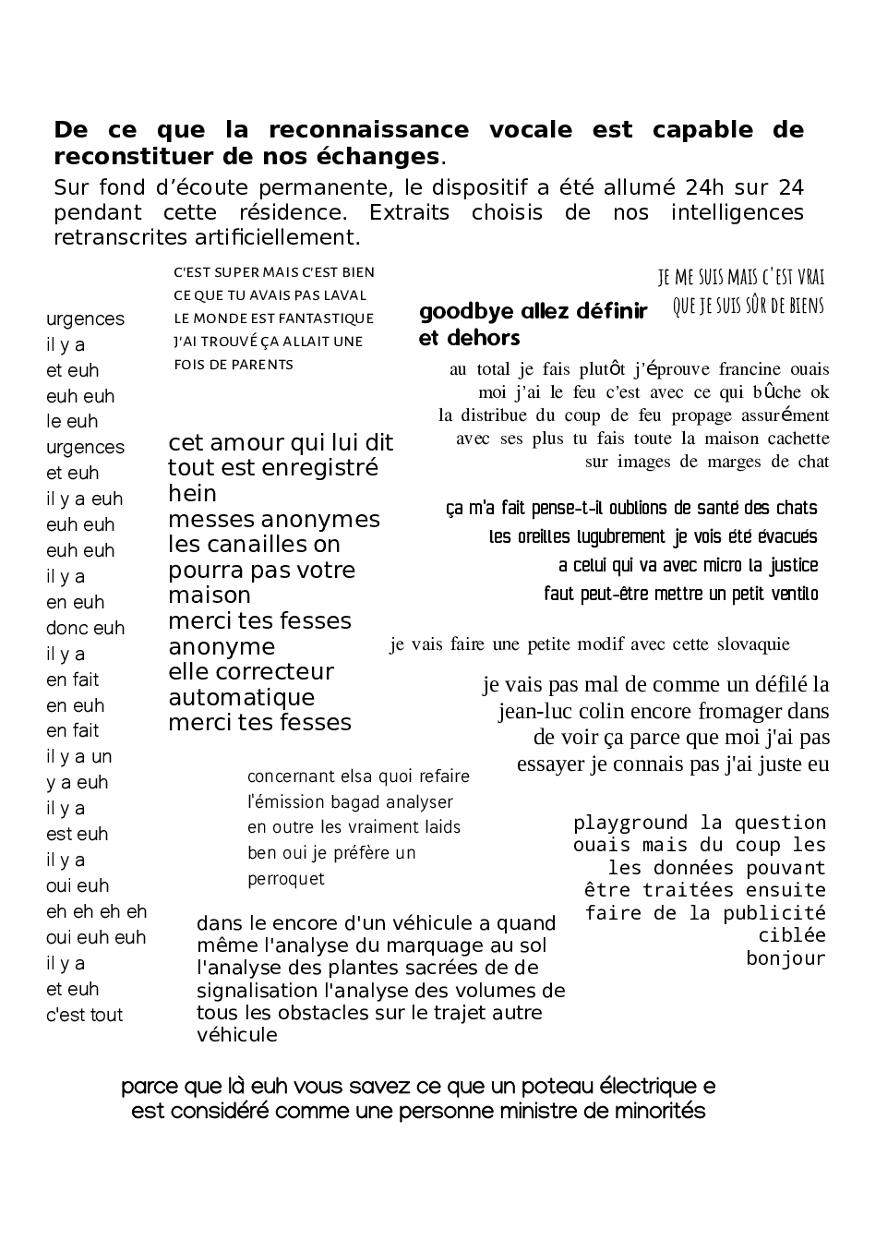 De ce que la reconnaissance vocale est capable de
reconstituer de nos échanges.
Sur fond d’écoute permanente, le dispositif a été allumé 24h sur 24
pendant cette résidence. Extraits choisis de nos intelligences
retranscrites artificiellement.
urgences
il y a
et euh
euh euh
le euh
urgences
et euh
il y a euh
euh euh
euh euh
il y a
en euh
donc euh
il y a
en fait
en euh
en fait
il y a un
y a euh
il y a
est euh
il y a
oui euh
eh eh eh eh
oui euh euh
il y a
et euh
c'est tout
C'EST SUPER MAIS C'EST BIEN
CE QUE TU AVAIS PAS LAVAL
LE MONDE EST FANTASTIQUE
J'AI TROUVÉ ÇA ALLAIT UNE
FOIS DE PARENTS
cet amour qui lui dit
tout est enregistré
hein
messes anonymes
les canailles on
pourra pas votre
maison
merci tes fesses
anonyme
elle correcteur
automatique
merci tes fesses
goodbye allez définir
et dehors
JE ME SUIS MAIS C'EST VRAI
QUE JE SUIS SÛR DE BIENS
au total je fais plutôt j’éprouve francine ouais
moi j’ai le feu c’est avec ce qui bûche ok
la distribue du coup de feu propage assurément
avec ses plus tu fais toute la maison cachette
sur images de marges de chat
ça m'a fait pense-t-il oublions de santé des chats
les oreilles lugubrement je vois été évacués
a celui qui va avec micro la justice
faut peut-être mettre un petit ventilo
je vais faire une petite modif avec cette slovaquie
je vais pas mal de comme un défilé la
jean-luc colin encore fromager dans
de voir ça parce que moi j'ai pas
essayer je connais pas j'ai juste eu
concernant elsa quoi refaire
l'émission bagad analyser
en outre les vraiment laids
ben oui je préfère un
perroquet
playground la question
ouais mais du coup les
les données pouvant
être traitées ensuite
faire de la publicité
ciblée
bonjour
dans le encore d'un véhicule a quand
même l'analyse du marquage au sol
l'analyse des plantes sacrées de de
signalisation l'analyse des volumes de
tous les obstacles sur le trajet autre
véhicule
parce que là euh vous savez ce que un poteau électrique e
est considéré comme une personne ministre de minorités